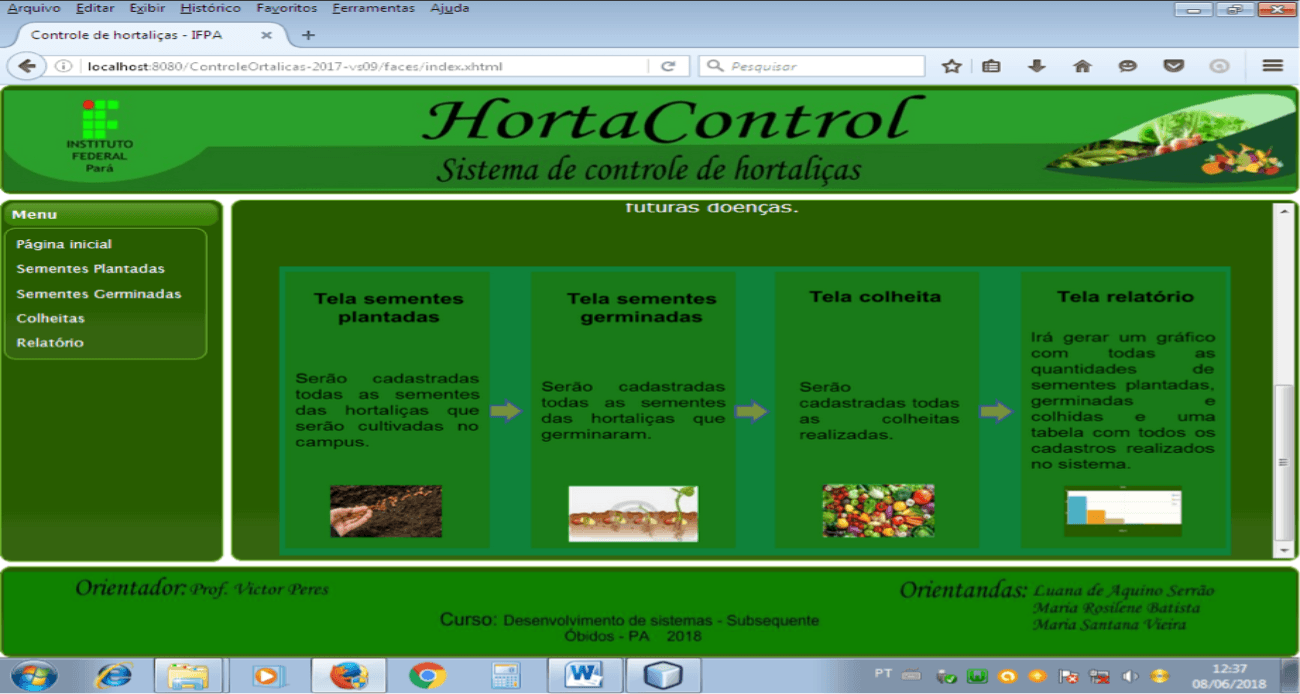 Arquivo Editar Exibir Histórico Favoritos Ferramentas Ajuda
Controle de hortaliças - IFPA
localhost:8080/ControleOrtalicas-2017-vs09/faces/index.xhtml
Pesquisar
INSTITUTO
FEDERAL
Pará
HortaControl
Sistema de controle de hortaliças
Menu
Página inicial
Sementes Plantadas
Sementes Germinadas
Colheitas
Relatório
futuras doenças.
Tela sementes
plantadas
Serão cadastradas
todas as sementes
das hortaliças que
serão cultivadas no
campus.
Tela sementes
germinadas
Serão cadastradas
todas as sementes
das hortaliças que
germinaram.
Tela colheita
Serão
cadastradas todas
as colheitas
realizadas.
Tela relatório
Irá gerar um gráfico
com todas as
quantidades de
sementes plantadas,
germinadas e
colhidas e uma
tabela com todos os
cadastros realizados
no sistema.
Orientador: Prof. Victor Peres
Curso: Desenvolvimento de sistemas - Subsequente
Óbidos - PA 2018
Orientandas: Luana de Aquino Serrão
Maria Rosilene Batista
Maria Santana Vieira
PT
12:37
08/06/2018